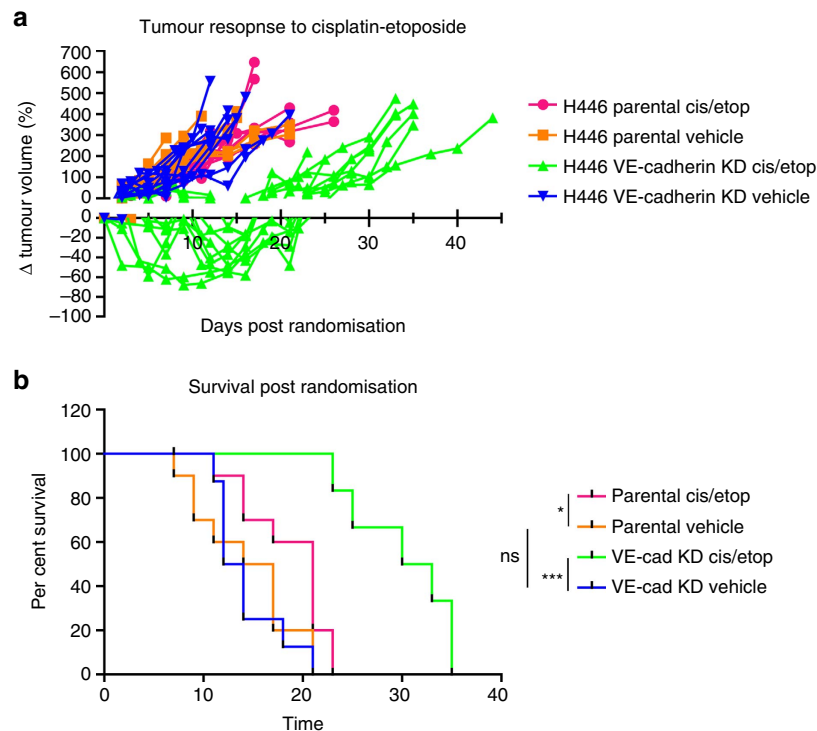 a
Tumour resopnse to cisplatin-etoposide
Δ tumour volume (%)
700
600
500
400
300
200
100
0
0
−20
−40
−60
−80
−100
10
20
30
40
Days post randomisation
H446 parental cis/etop
H446 parental vehicle
H446 VE-cadherin KD cis/etop
H446 VE-cadherin KD vehicle
b
Survival post randomisation
Per cent survival
120
100
80
60
40
20
0
0
10
20
30
40
Time
ns
*
***
Parental cis/etop
Parental vehicle
VE-cad KD cis/etop
VE-cad KD vehicle